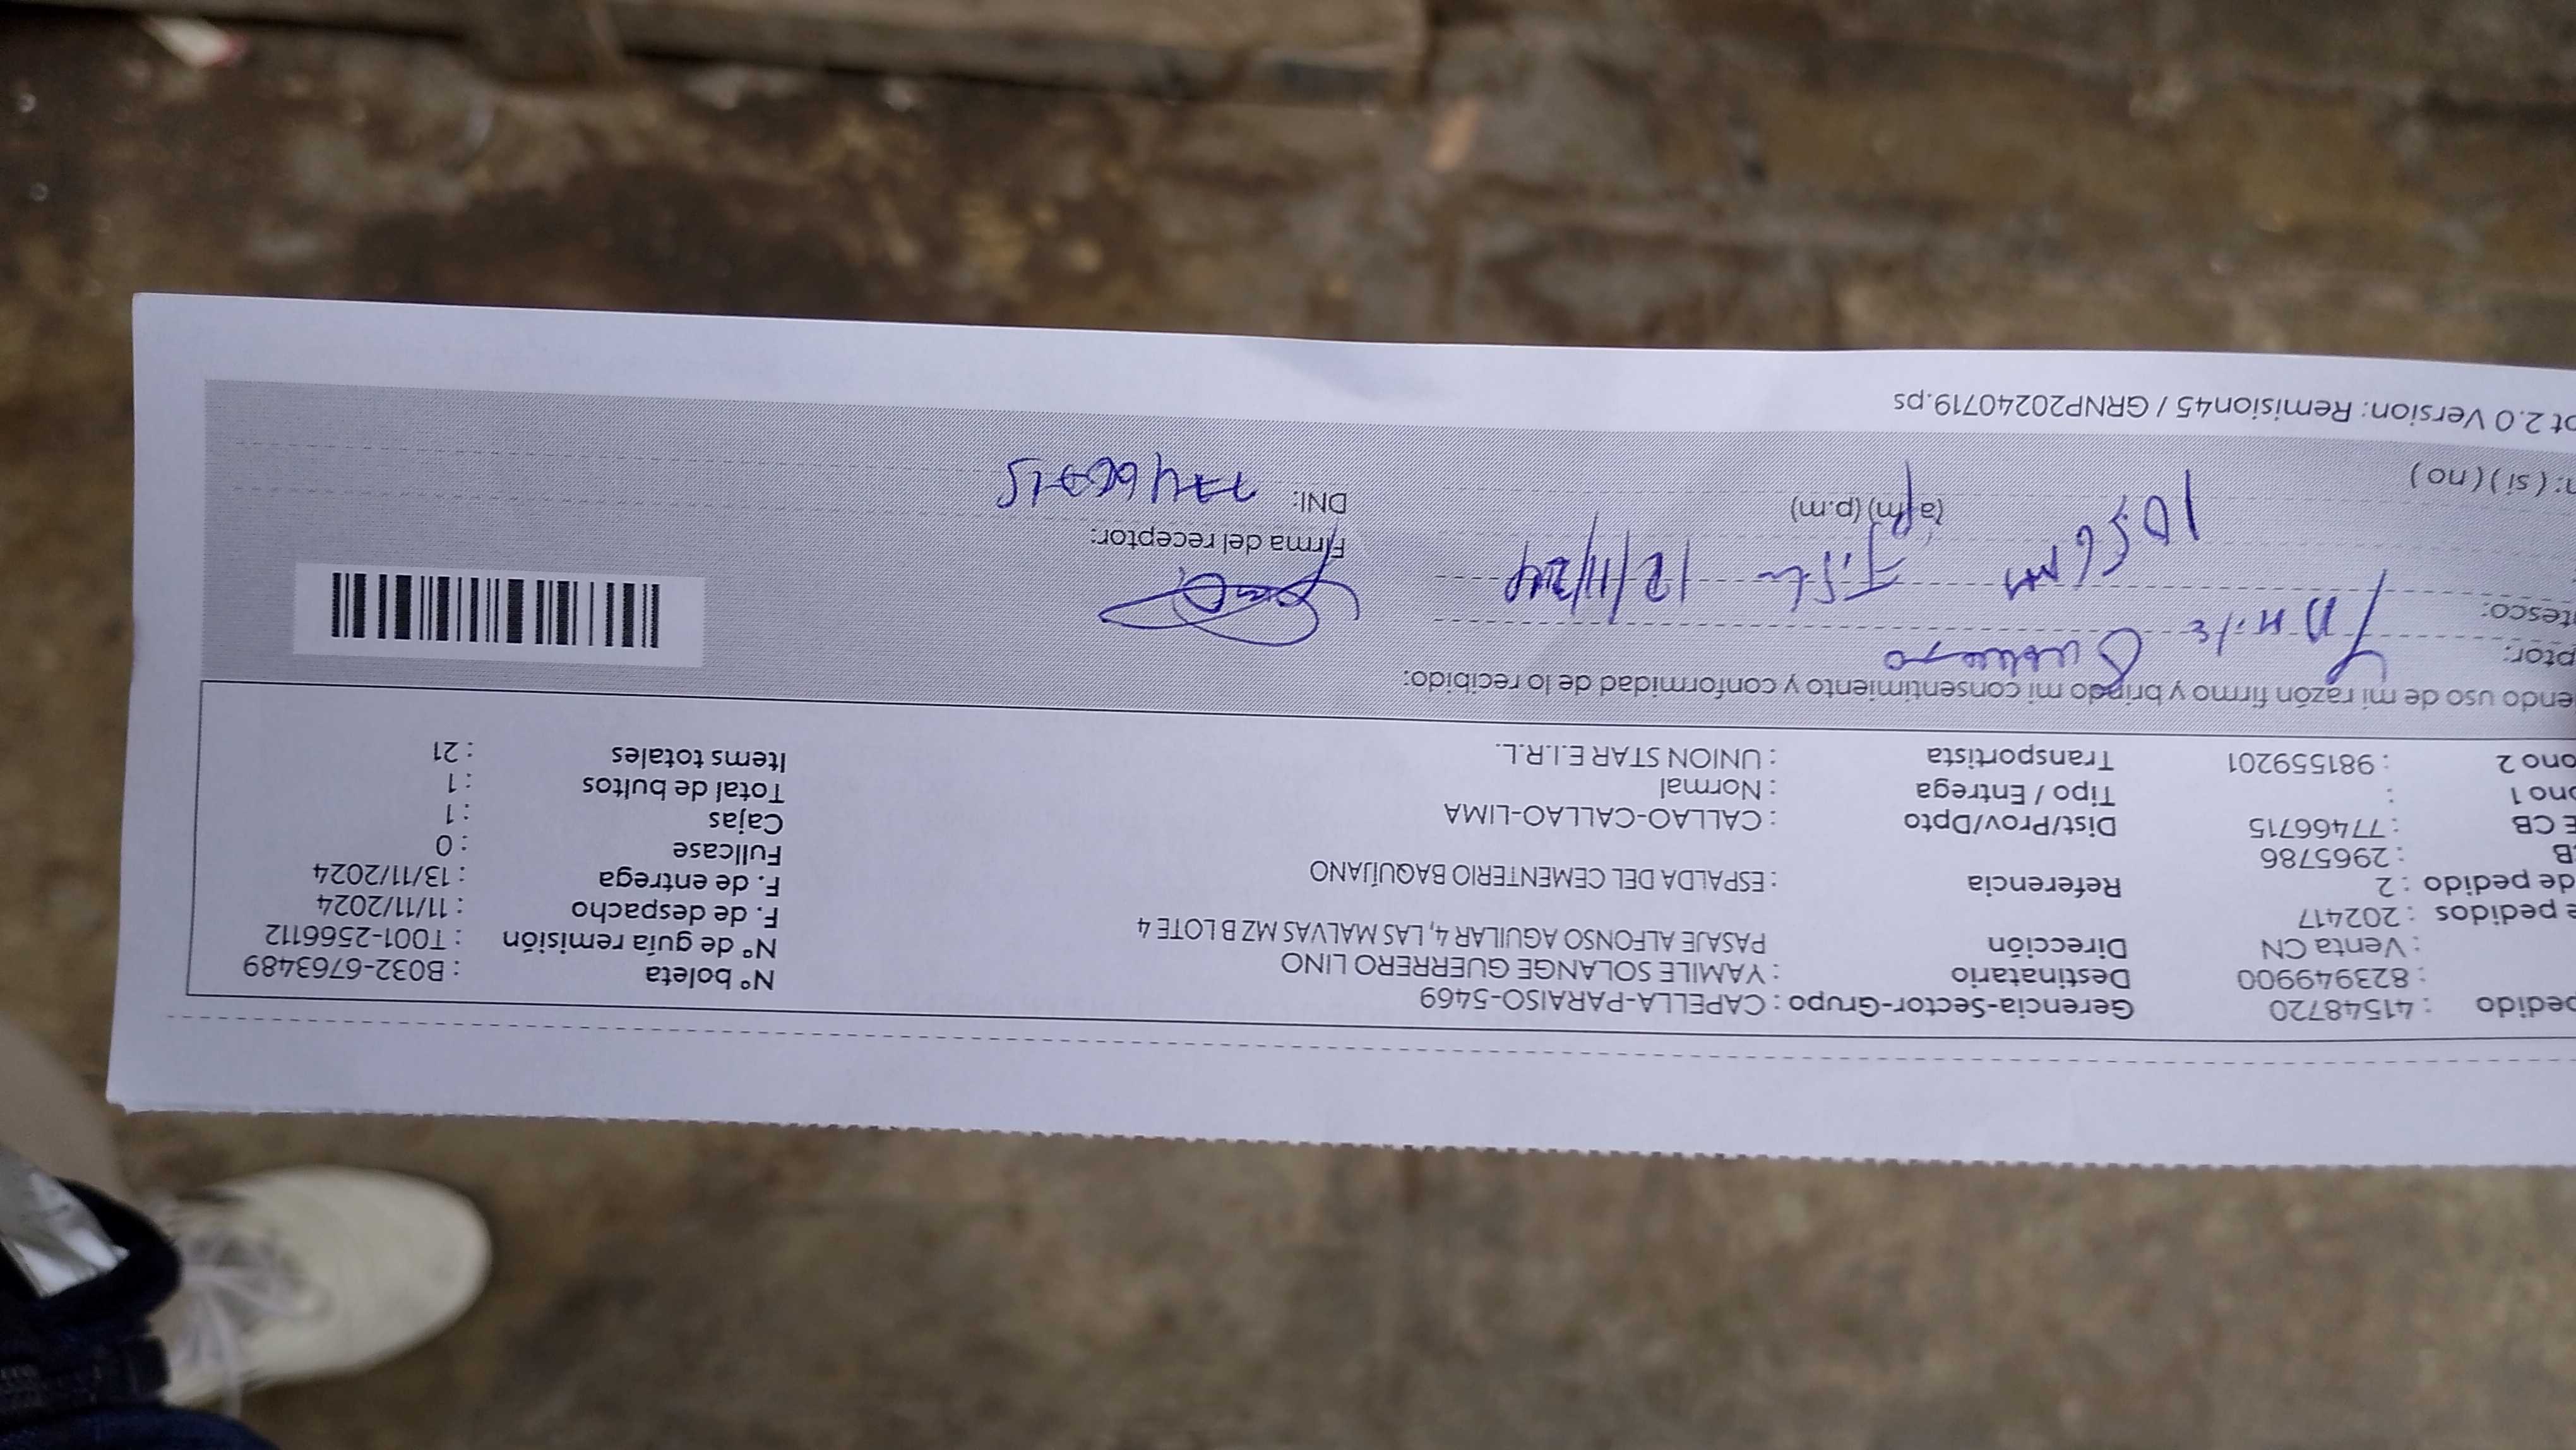 edido : 41548720 Gerencia-Sector-Grupo : CAPELLA-PARAISO-5469 Nº boleta : B032-6763489
: 823949900 Destinatario : YAMILE SOLANGE GUERRERO LINO Nº de guía remisión : T001-2566112
: Venta CN Dirección PASAJE ALFONSO AGUILAR 4, LAS MALVAS MZ B LOTE 4 F. de despacho : 11/11/2024
e pedidos : 202417 F. de entrega : 13/11/2024
de pedido : 2 Referencia : ESPALDA DEL CEMENTERIO BAQUÍJANO Fullcase : 0
CB : 2965786 Cajas : 1
E CB : 77466715 Dist/Prov/Dpto : CALLAO-CALLAO-LIMA Total de bultos : 1
ono 1 : Tipo / Entrega : Normal Items totales : 21
ono 2 : 981559201 Transportista : UNION STAR E.I.R.L.
endo uso de mi razón firmo y brindo mi consentimiento y conformidad de lo recibido:
ptor:
tesco:
12/11/24
Firma del receptor:
(a.m) (p.m)
DNI: 77466715
n: ( si ) ( no )
pt 2.0 Version: Remision45 / GRNP20240719.ps